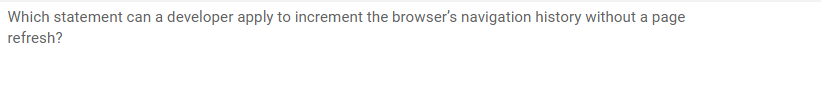 Which statement can a developer apply to increment the browser's navigation history without a page
refresh?